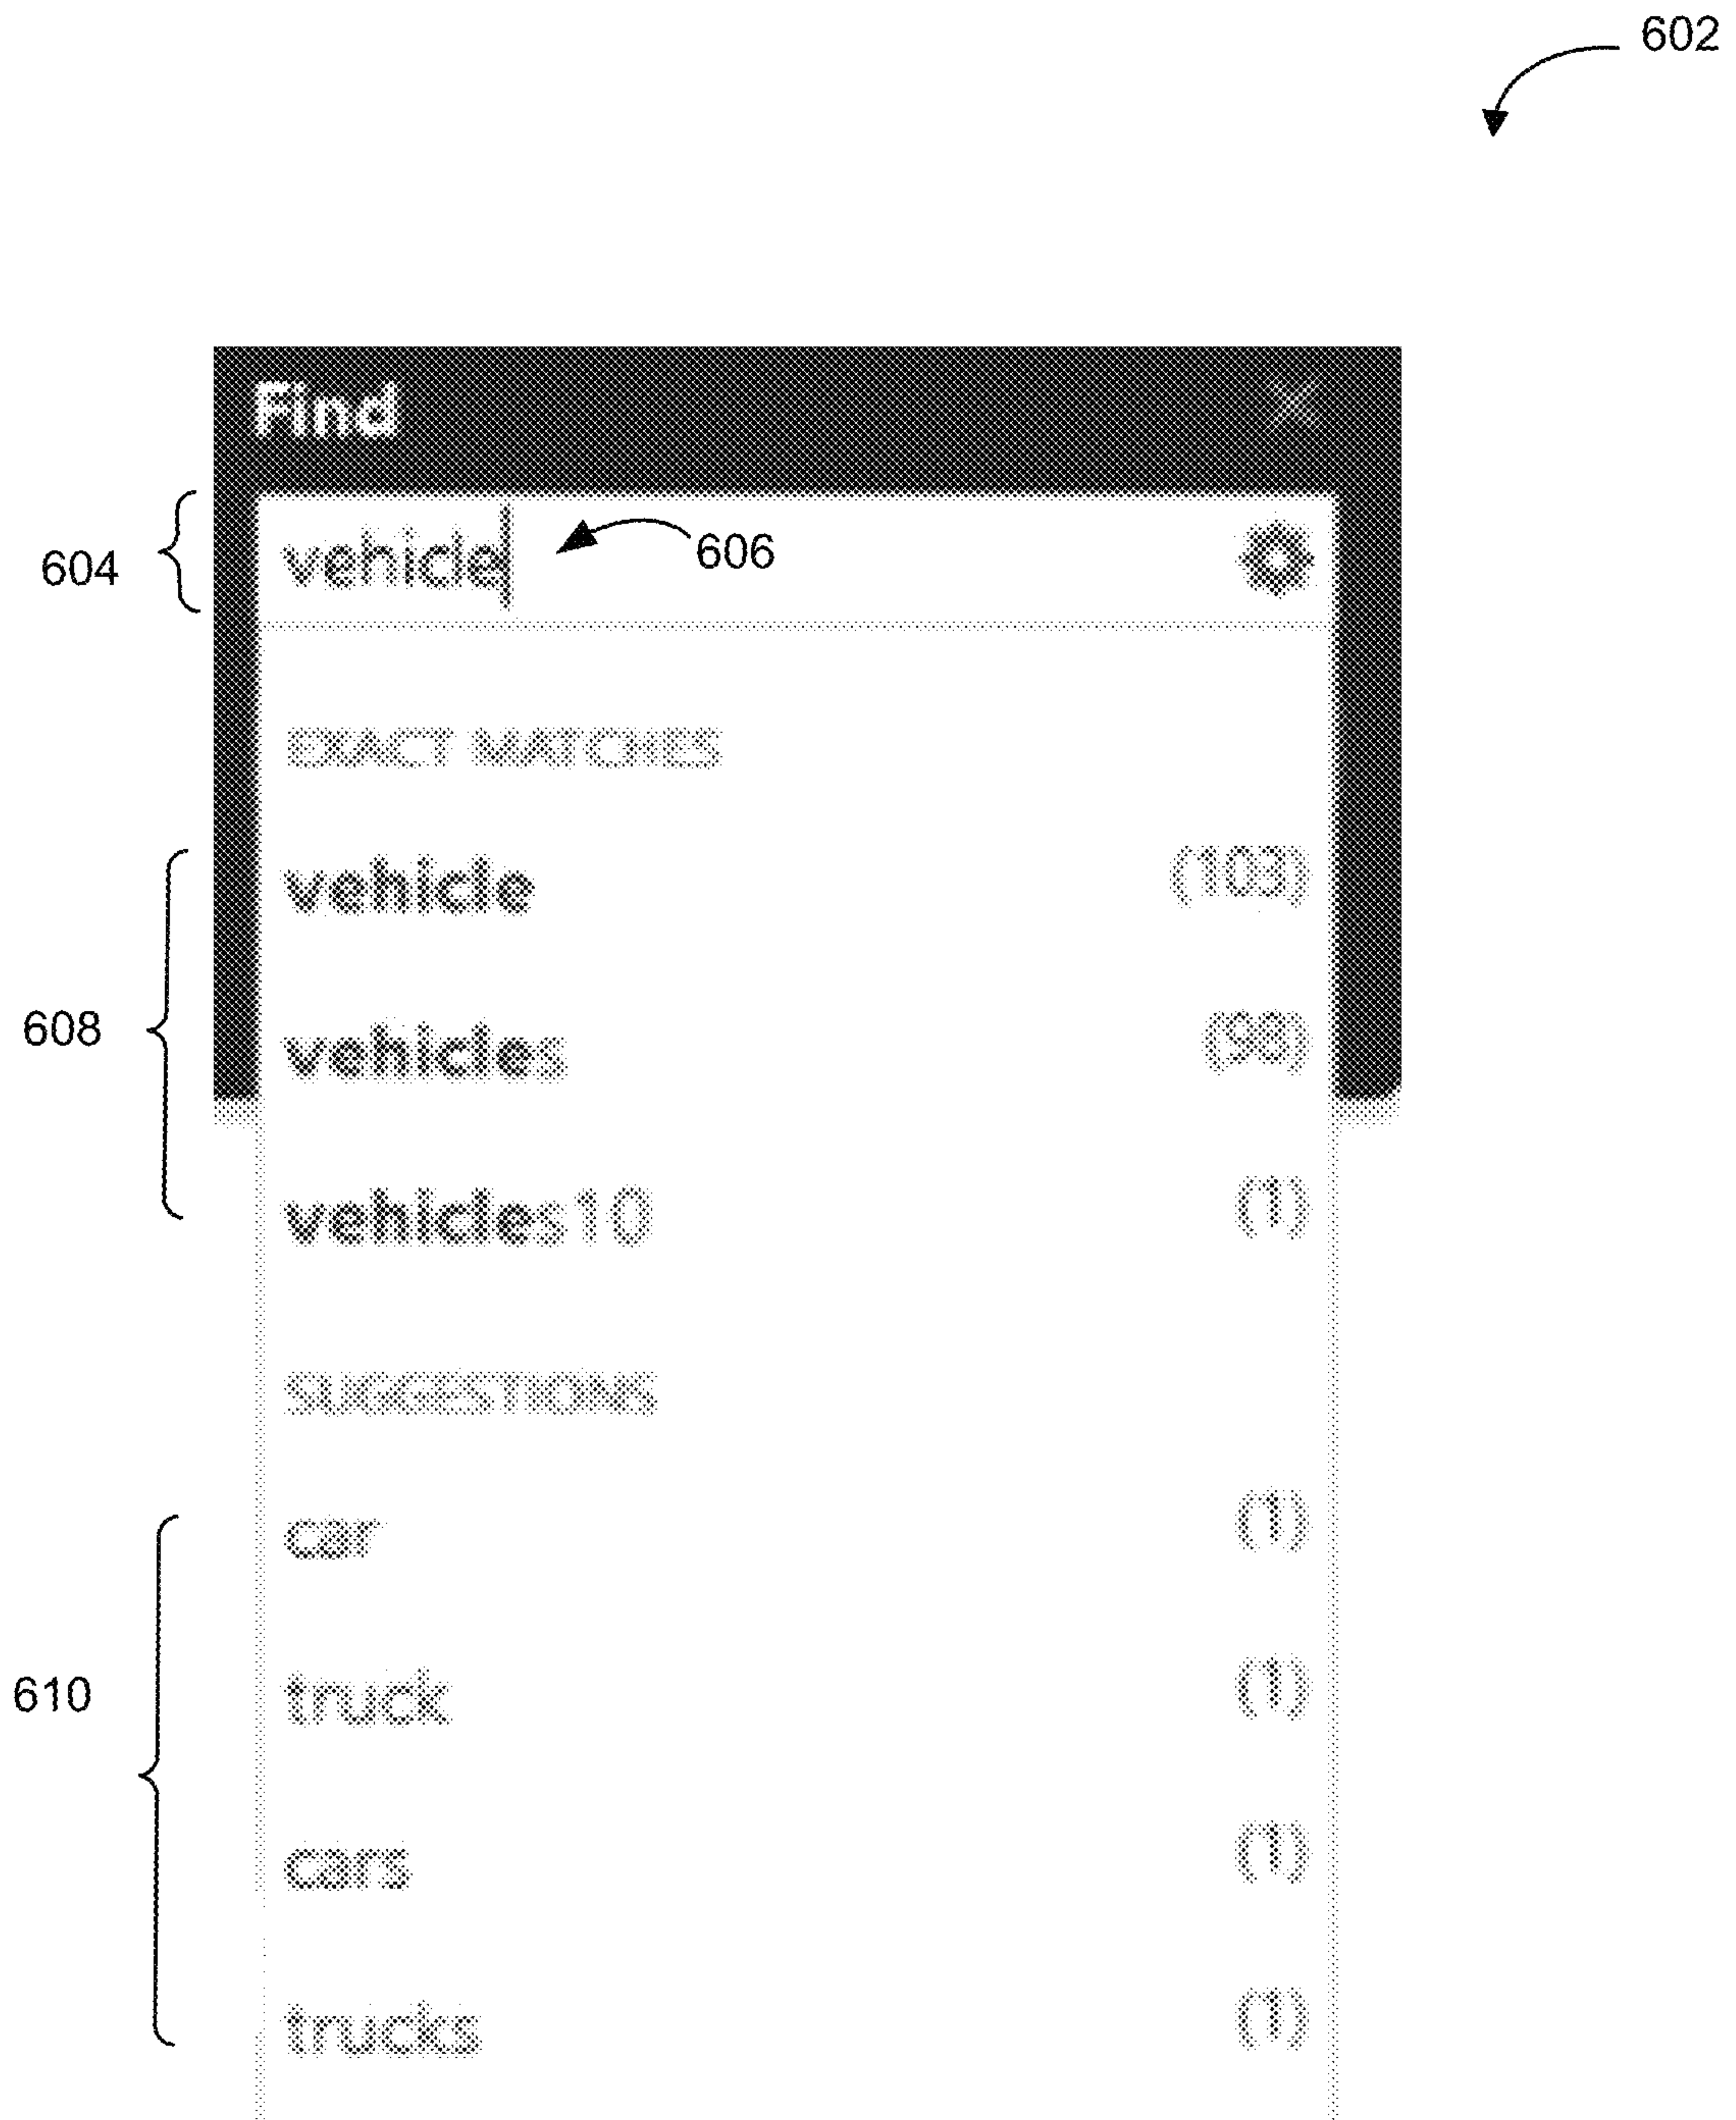 602
Find ×
604 vehicle 606
EXACT MATCHES
vehicle (103)
608 vehicles (98)
vehicles10 (1)
SUGGESTIONS
car (1)
610 truck (1)
cars (1)
trucks (1)